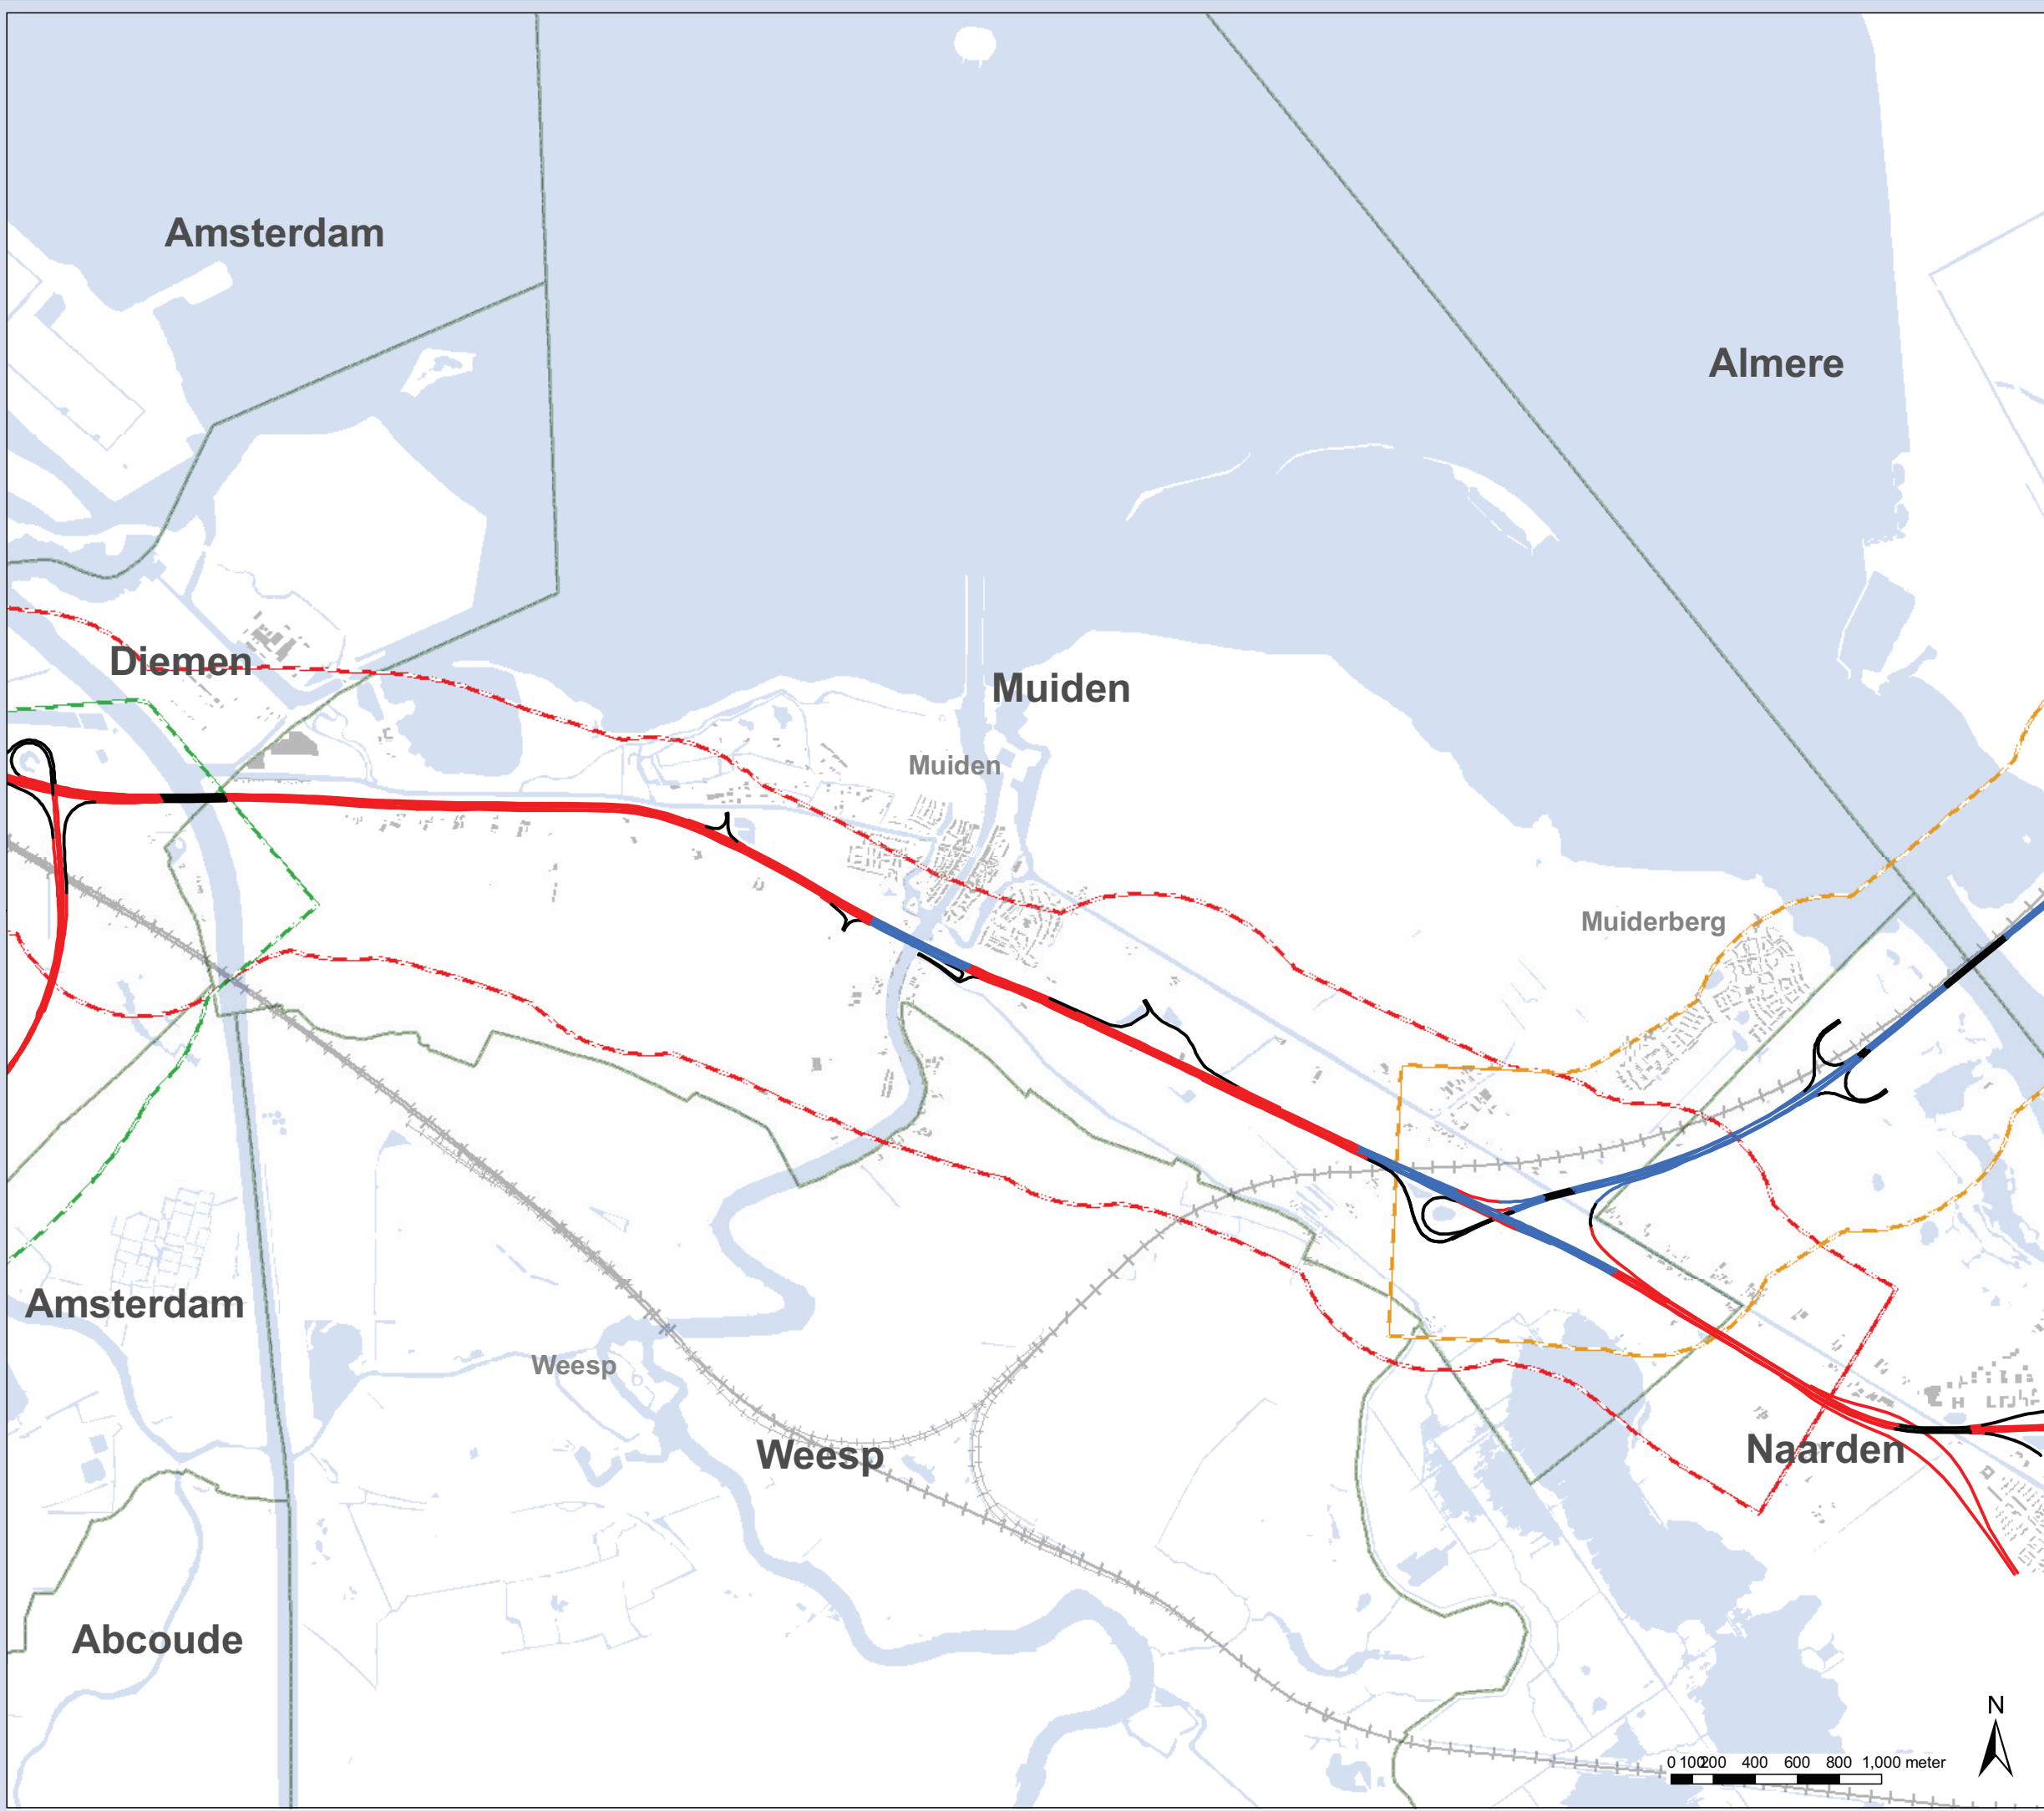 Amsterdam
Almere
Diemen
Muiden
Muiden
Muiderberg
Amsterdam
Weesp
Weesp
Naarden
Abcoude
N
0 100 200 400 600 800 1,000 meter